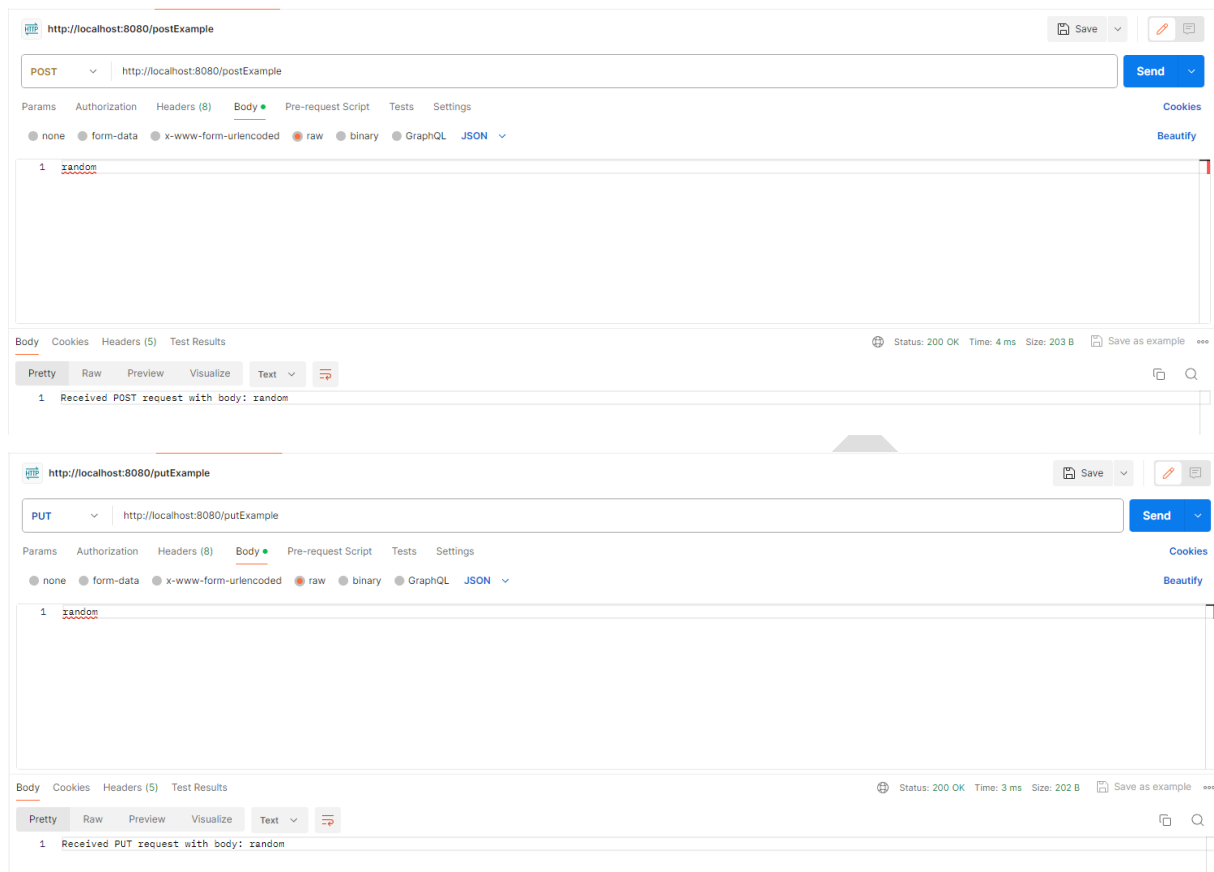 HTTP http://localhost:8080/postExample Save
POST http://localhost:8080/postExample Send
Params Authorization Headers (8) Body Pre-request Script Tests Settings Cookies
none form-data x-www-form-urlencoded raw binary GraphQL JSON Beautify
1 random
Body Cookies Headers (5) Test Results Status: 200 OK Time: 4 ms Size: 203 B Save as example
Pretty Raw Preview Visualize Text
1 Received POST request with body: random
HTTP http://localhost:8080/putExample Save
PUT http://localhost:8080/putExample Send
Params Authorization Headers (8) Body Pre-request Script Tests Settings Cookies
none form-data x-www-form-urlencoded raw binary GraphQL JSON Beautify
1 random
Body Cookies Headers (5) Test Results Status: 200 OK Time: 3 ms Size: 202 B Save as example
Pretty Raw Preview Visualize Text
1 Received PUT request with body: random